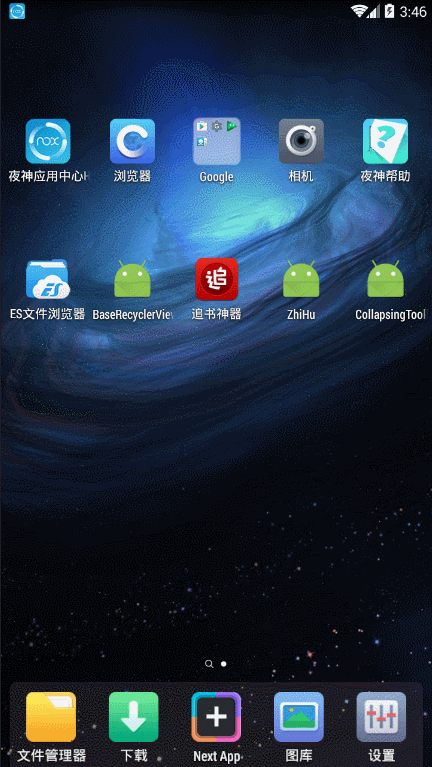 3:46
nox
夜神应用中心H
浏览器
Google
相机
夜神帮助
ES
追
ES文件浏览器
BaseRecyclerVie
追书神器
ZhiHu
CollapsingTool
文件管理器
下载
Next App
图库
设置